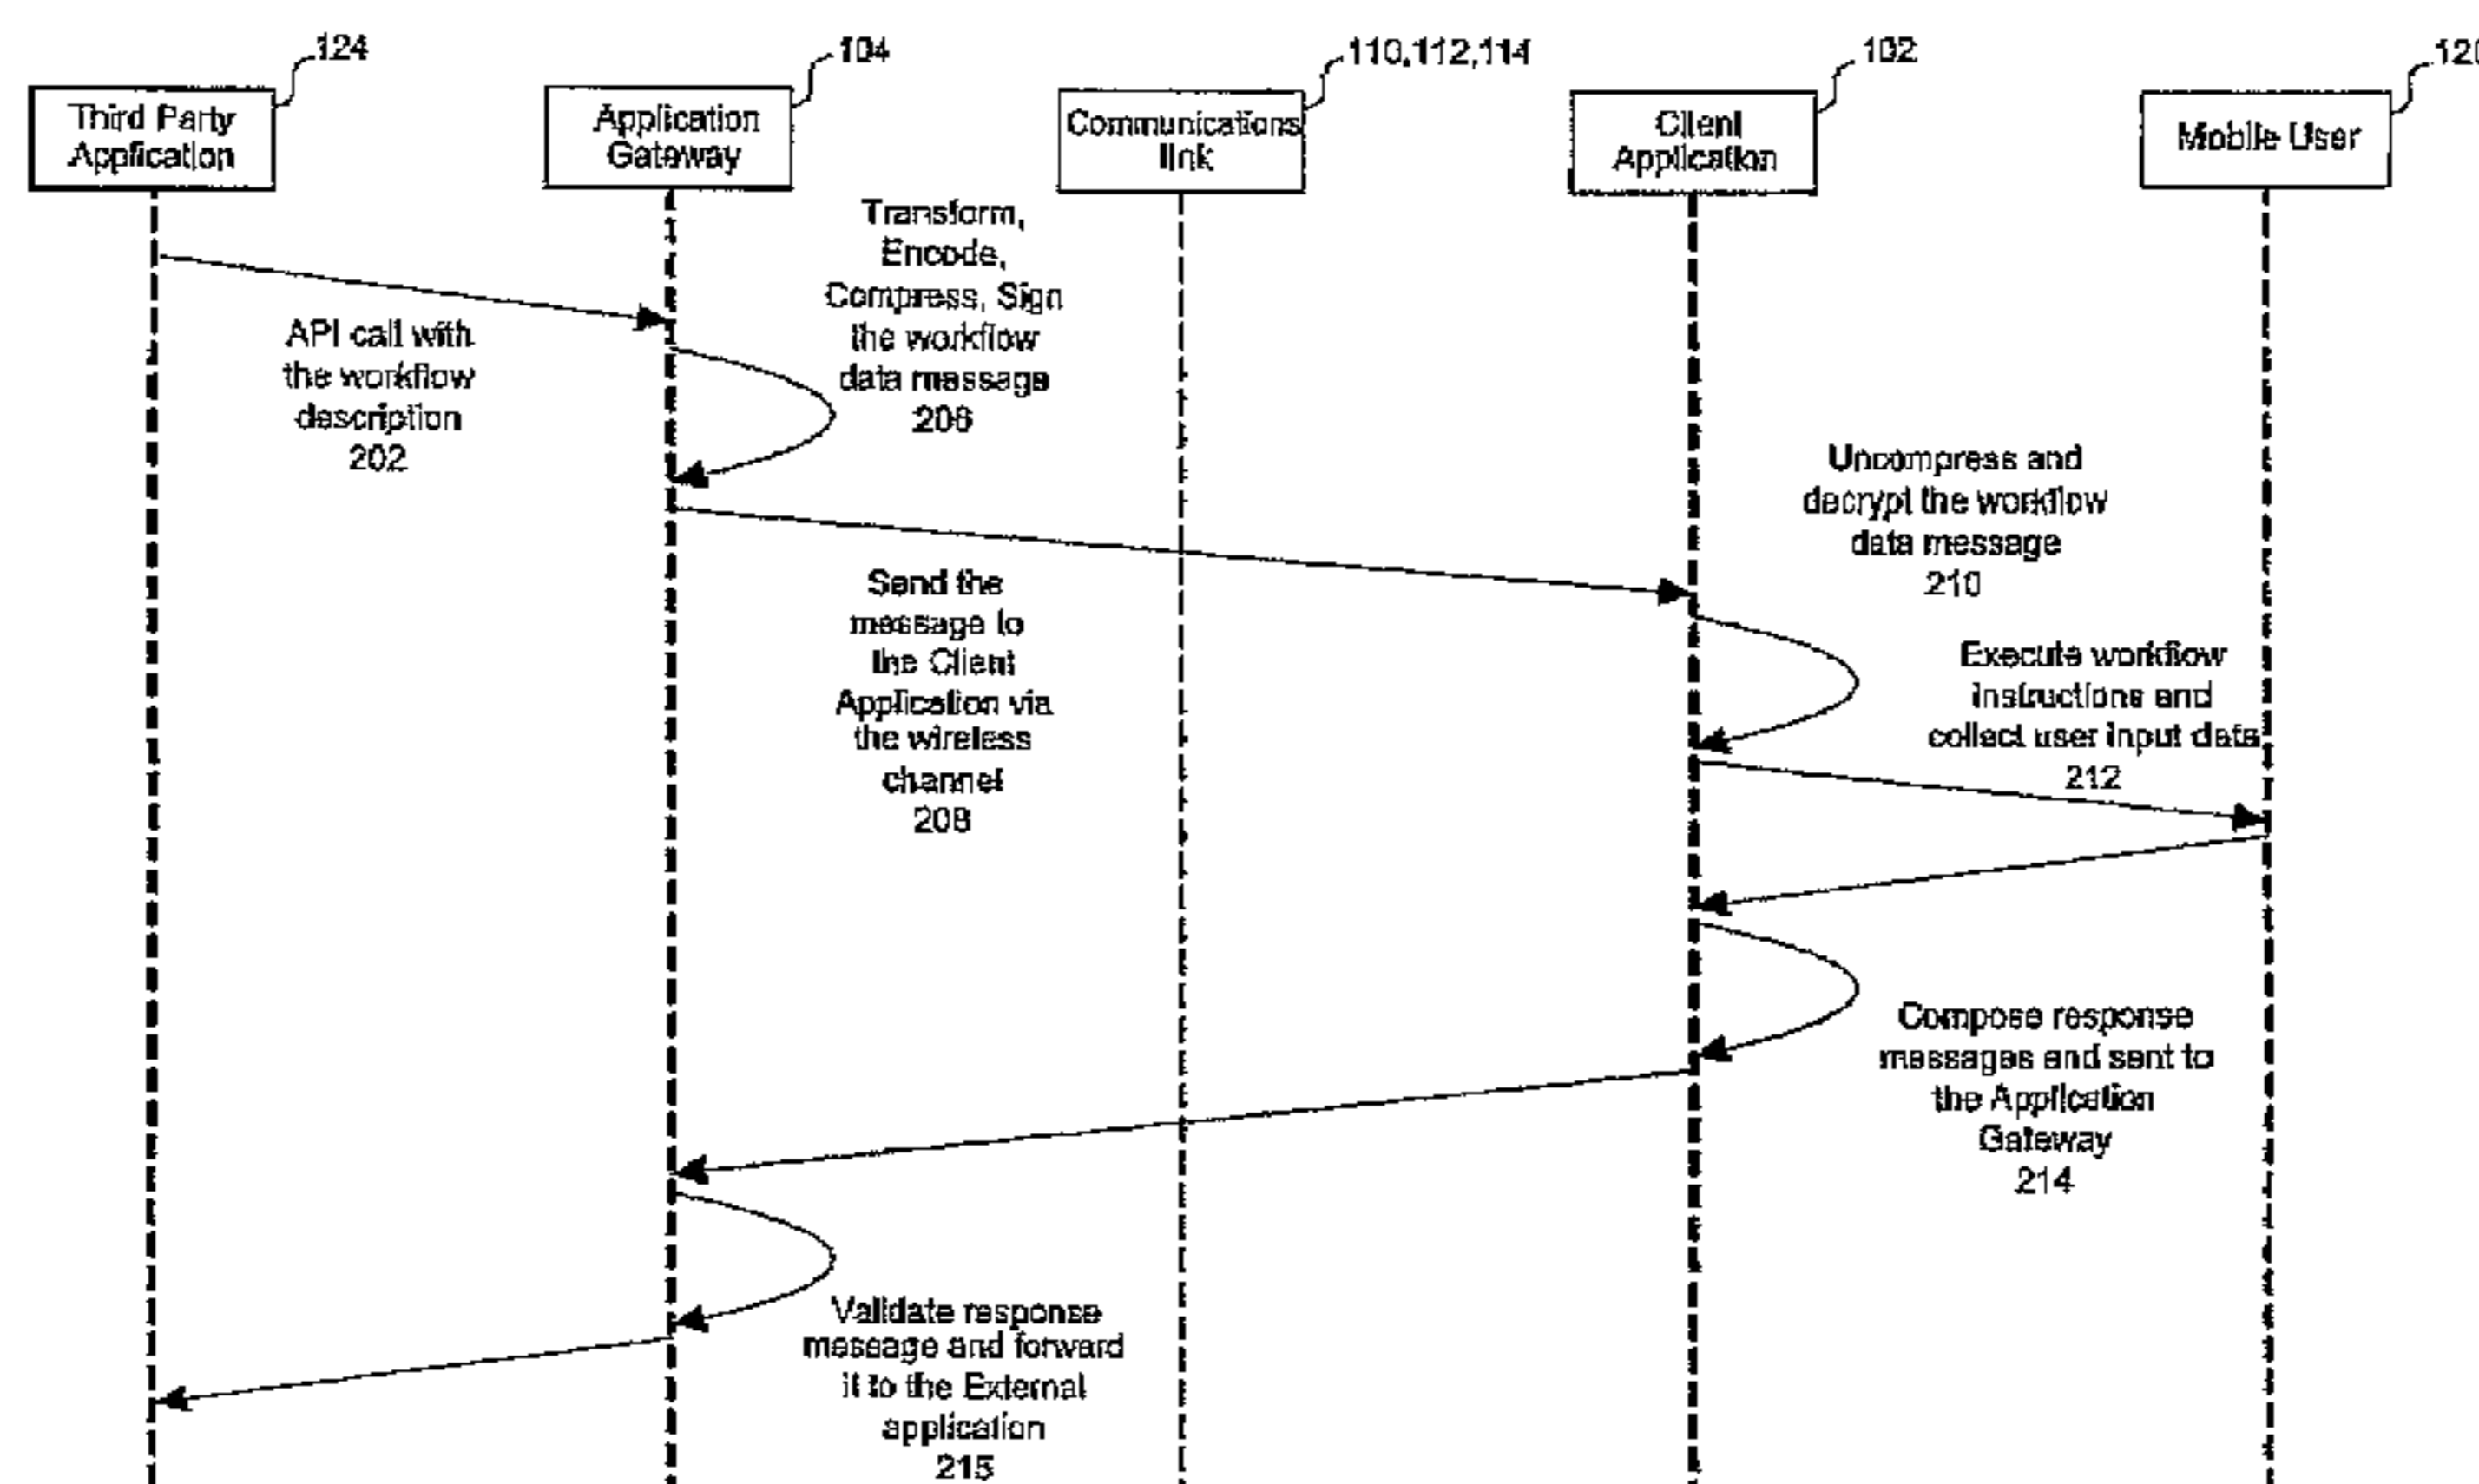 124
104
110,112,114
102
120
Third Party
Application
Application
Gateway
Communications
link
Client
Application
Mobile User
API call with
the workflow
description
202
Transform,
Encode,
Compress, Sign
the workflow
data message
206
Send the
message to
the Client
Application via
the wireless
channel
208
Uncompress and
decrypt the workflow
data message
210
Execute workflow
instructions and
collect user input data
212
Compose response
messages and sent to
the Application
Gateway
214
Validate response
message and forward
it to the External
application
215